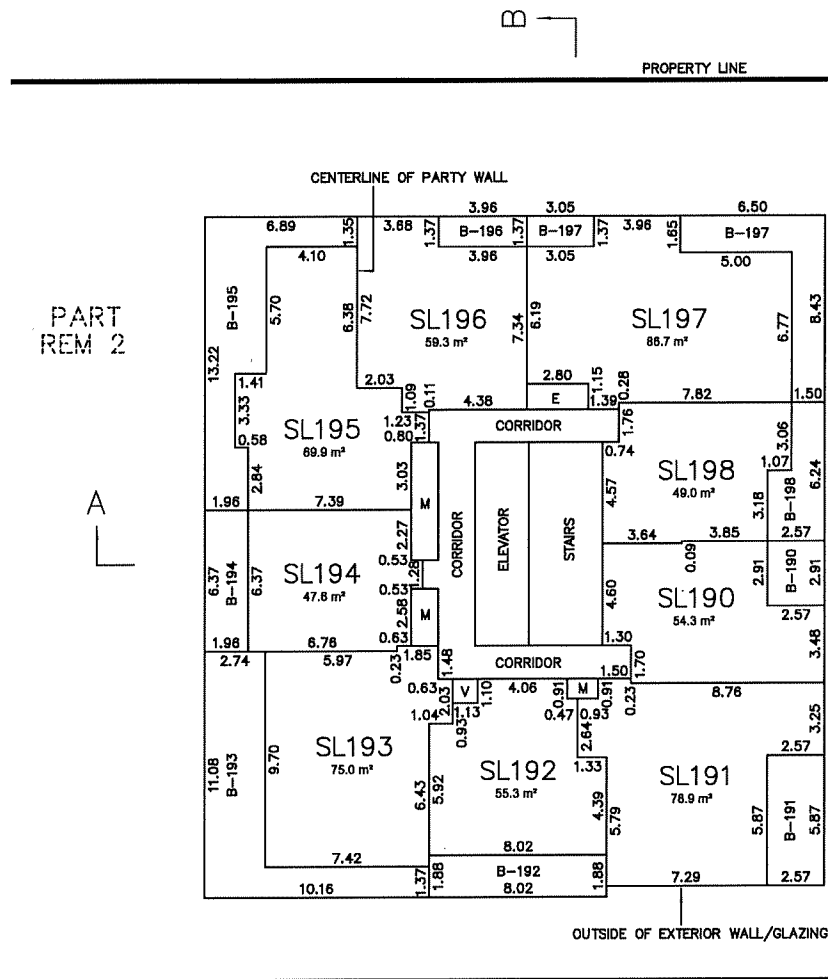 B
PROPERTY LINE
CENTERLINE OF PARTY WALL
3.96 3.05 6.50
6.89 1.35 3.68 1.37 B-196 1.37 B-197 1.37 3.96 1.65 B-197
4.10 3.96 3.05 5.00
PART
REM 2
B-195 5.70 6.38 7.72 SL196 7.34 6.19 SL197 6.77 8.43
59.3 m² 86.7 m²
13.22
1.41 2.03 2.80 1.15 0.28
1.09 0.11 4.38 E 1.39 7.82 1.50
3.33 1.23 1.37 CORRIDOR 1.76 3.06
0.58 SL195 0.80 0.74
69.9 m² SL198 1.07 6.24
2.84 3.03 M 4.57 49.0 m² 3.18 B-198
A
1.96 7.39
CORRIDOR ELEVATOR STAIRS
2.27 3.64 3.85 2.57
0.53 0.09
6.37 B-194 6.37 SL194 1.28 2.91 B-190 2.91
47.6 m² 0.53 SL190
2.58 M 4.60 54.3 m² 2.57
1.96 6.76 0.63 1.30 3.48
2.74 5.97 0.23 1.85 1.48 CORRIDOR 1.70
1.50
0.63 V 1.10 4.06 0.91 M 0.91 0.23 8.76
2.03 1.13 0.47 0.93
1.04 0.93 3.25
11.08 B-193 9.70 SL193 2.64 2.57
75.0 m² 1.33
SL192 SL191
55.3 m² 76.9 m²
6.43 5.92 4.39 5.79 5.87 B-191 5.87
8.02
7.42 B-192
10.16 1.37 1.88 8.02 1.88 7.29 2.57
OUTSIDE OF EXTERIOR WALL/GLAZING